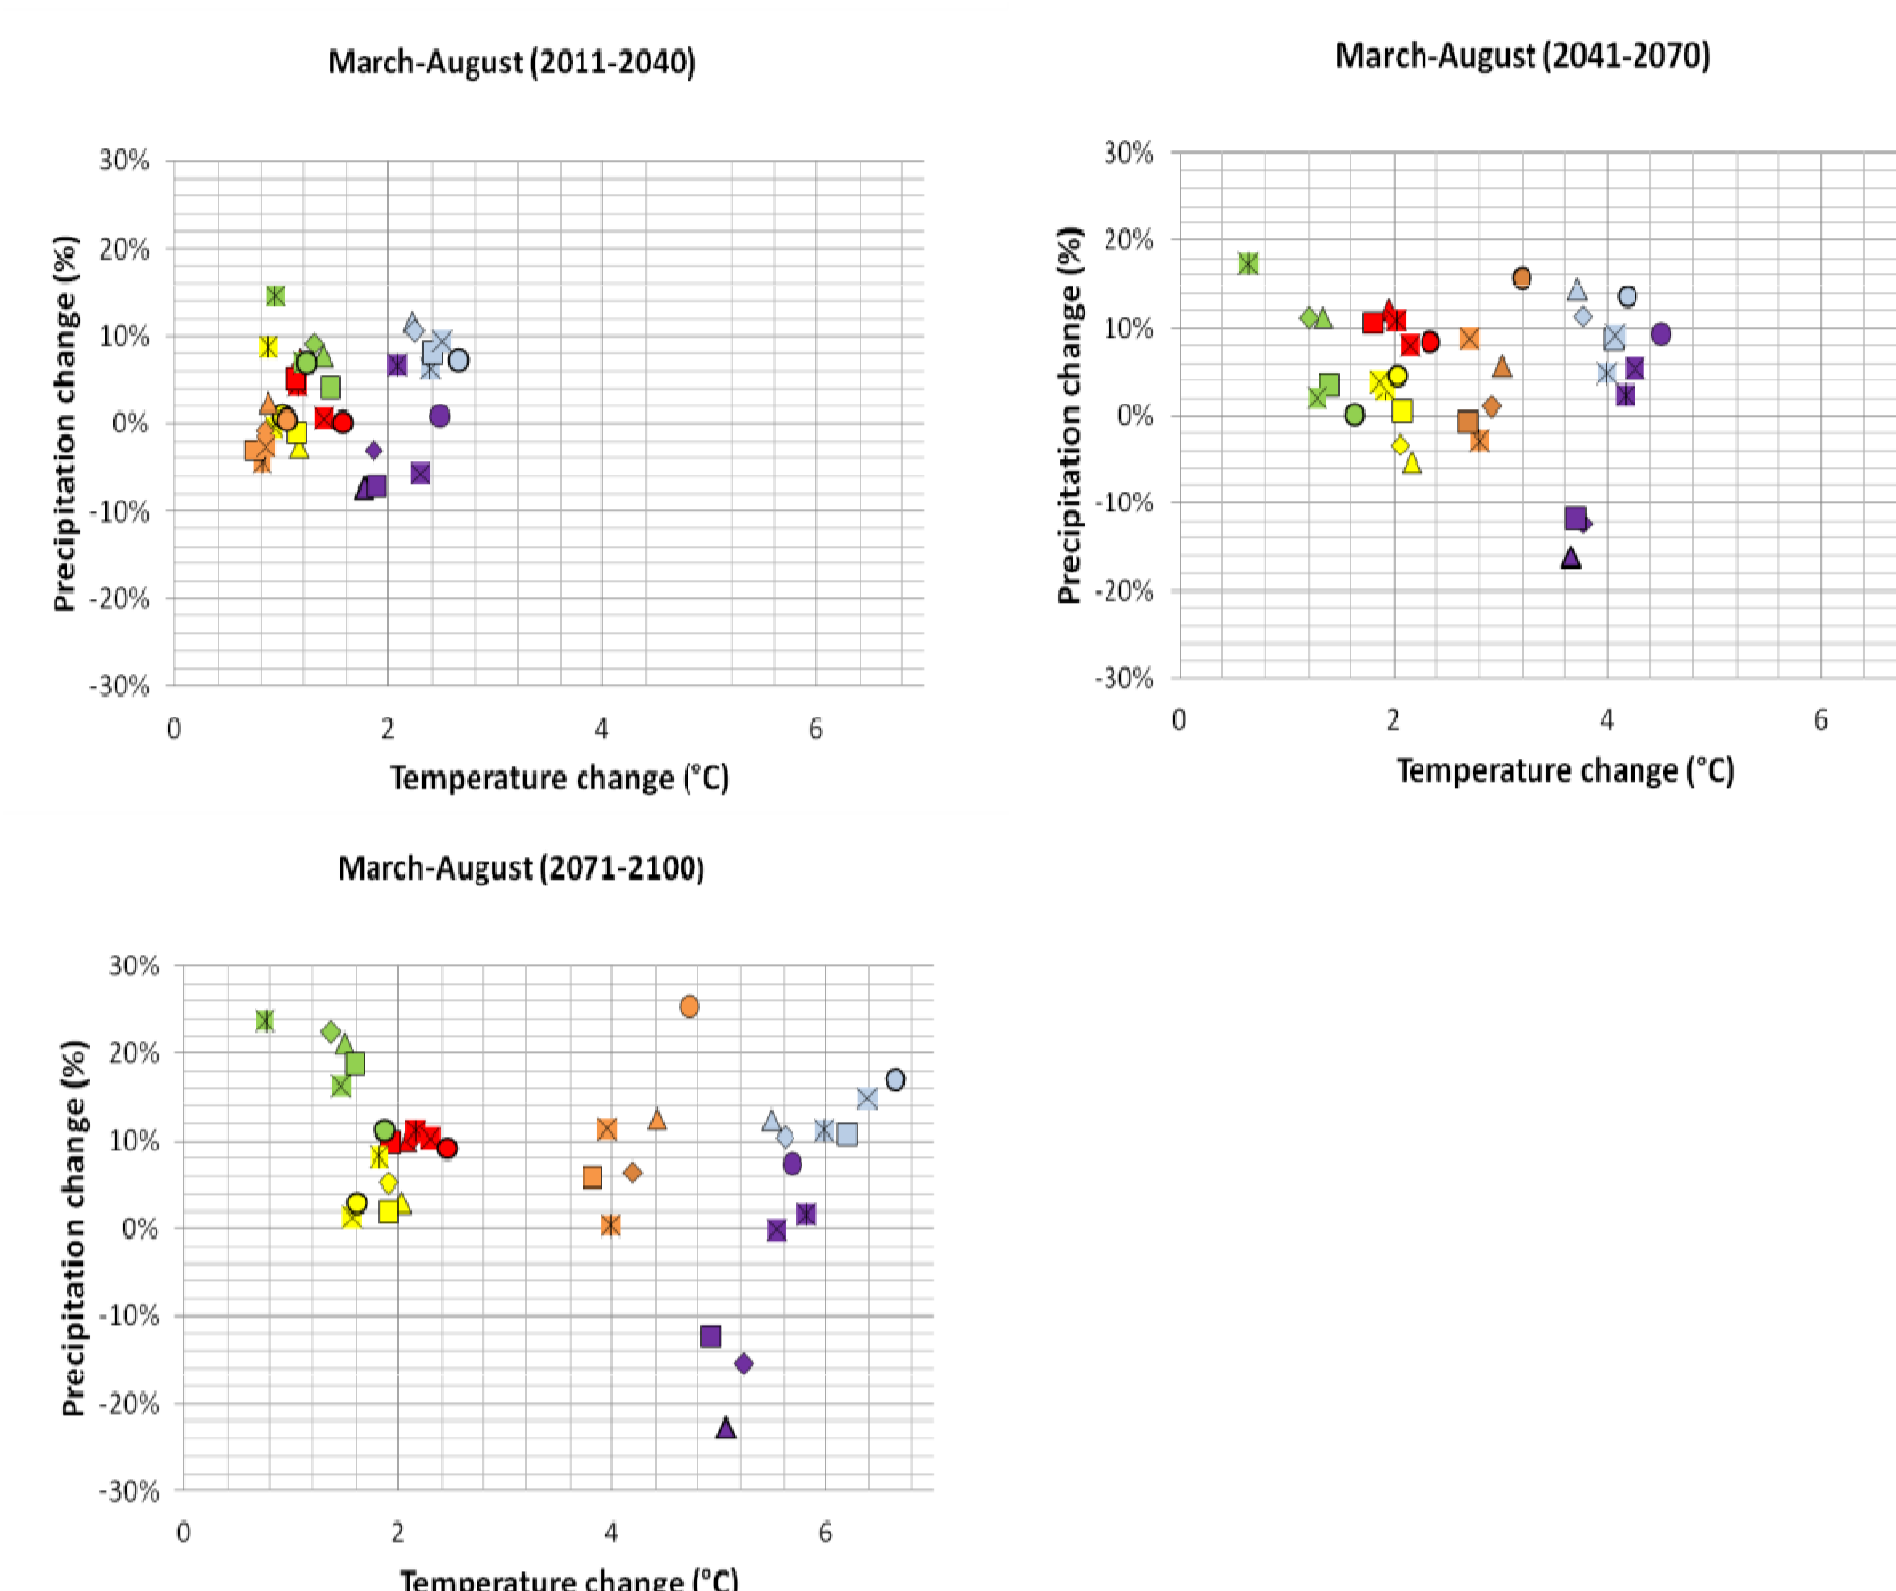 March-August (2011-2040)
30%
20%
10%
0%
-10%
-20%
-30%
Precipitation change (%)
0 2 4 6
Temperature change (°C)
March-August (2041-2070)
30%
20%
10%
0%
-10%
-20%
-30%
Precipitation change (%)
0 2 4 6
Temperature change (°C)
March-August (2071-2100)
30%
20%
10%
0%
-10%
-20%
-30%
Precipitation change (%)
0 2 4 6
Temperature change (°C)